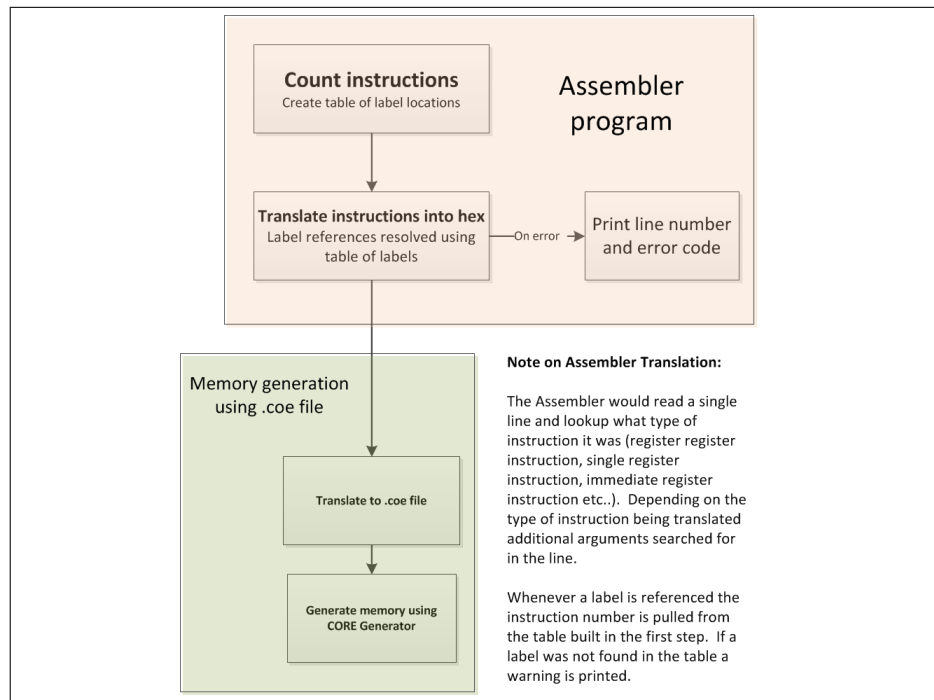 Count instructions
Create table of label locations
Assembler
program
Translate instructions into hex
Label references resolved using
table of labels
On error
Print line number
and error code
Memory generation
using .coe file
Translate to .coe file
Generate memory using
CORE Generator
Note on Assembler Translation:
The Assembler would read a single
line and lookup what type of
instruction it was (register register
instruction, single register
instruction, immediate register
instruction etc..).  Depending on the
type of instruction being translated
additional arguments searched for
in the line.
Whenever a label is referenced the
instruction number is pulled from
the table built in the first step.  If a
label was not found in the table a
warning is printed.